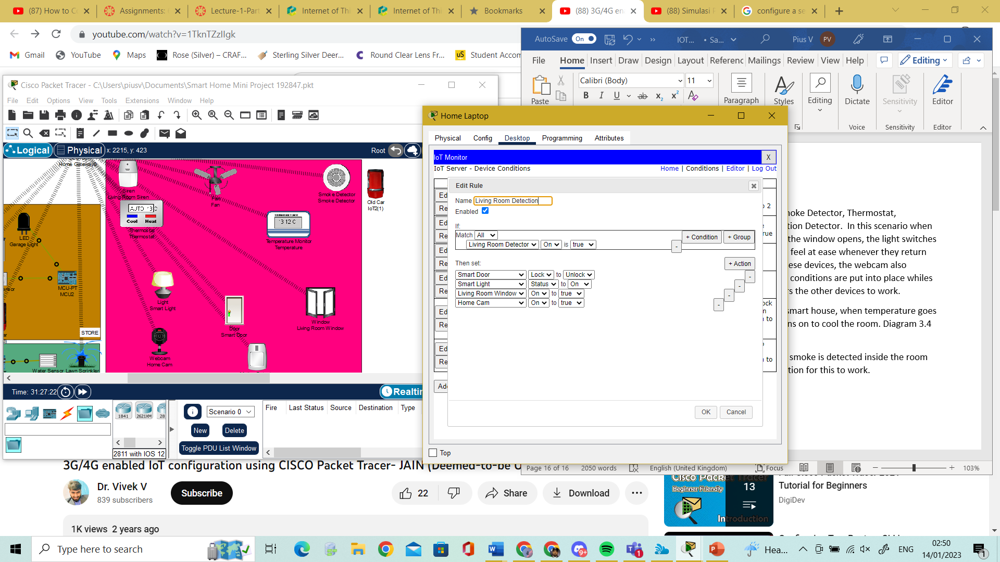 (87) How to Co
Assignments: 
Lecture-1-Part
Internet of Thi
Internet of Thi
Bookmarks
(88) 3G/4G en
(88) Simulasi
configure a se
youtube.com/watch?v=1TknTZzIIgk
Gmail
YouTube
Maps
Rose (Silver) – CRAF...
Sterling Silver Deer...
Round Clear Lens Fr...
Student Accom
AutoSave On
IOT... • Sa...
Pius V PV
File Home Insert Draw Design Layout Referenc Mailings Review View Help
Editing
Calibri (Body) 11
Paste
B I U ab x₂ x² A
Paragraph
Styles
Editing
Dictate
Sensitivity
Editor
Voice
Sensitivity
Editor
Cisco Packet Tracer - C:\Users\piusv\Documents\Smart Home Mini Project 192847.pkt
File Edit Options View Tools Extensions Window Help
Logical Physical x: 2215, y: 423
Root
Home Gateway0
Siren
Living Room Siren
Fan
Fan
Smoke Detector
Smoke Detector
Old Car
IoT2(1)
AUTO 13
Cool Heat
Thermostat
Thermostat
TEMPERATURE
Temperature Monitor
Temperature
LED
Garage Light
MCU-PT
MCU2
Light
Smart Light
Door
Smart Door
Window
Living Room Window
STORE
Webcam
Home Cam
Water Sensor Lawn Sprinkler
Time: 31:27:22
Realtim
1841
2621XM
28
2811 with IOS 12
Scenario 0
New
Delete
Toggle PDU List Window
Fire Last Status Source Destination Type
Home Laptop
Physical Config Desktop Programming Attributes
IoT Monitor
X
IoT Server - Device Conditions
Home | Conditions | Editor | Log Out
Ed
Re
Ed
Re
Ed
Re
Ed
Re
Ed
Re
Ed
Re
Edit Rule
Name Living Room Detection
Enabled
If:
Match All
+ Condition
+ Group
Living Room Detector On is true
-
Then set:
+ Action
Smart Door Lock to Unlock
-
Smart Light Status to On
-
Living Room Window On to true
-
Home Cam On to true
-
OK
Cancel
Top
oke Detector, Thermostat,
tion Detector. In this scenario when
the window opens, the light switches
feel at ease whenever they return
ese devices, the webcam also
conditions are put into place whiles
s the other devices to work.
smart house, when temperature goes
ns on to cool the room. Diagram 3.4
smoke is detected inside the room
tion for this to work.
Page 16 of 16
2050 words
English (United Kingdom)
Focus
103%
3G/4G enabled IoT configuration using CISCO Packet Tracer- JAIN (Deemed-to-be U
Dr. Vivek V
839 subscribers
Subscribe
22
Share
Download
1K views 2 years ago
Cisco Packet Tracer
Beginner Friendly
13
Introduction
Tutorial for Beginners
DigiDev
Type here to search
Hea...
ENG
02:50
14/01/2023
1